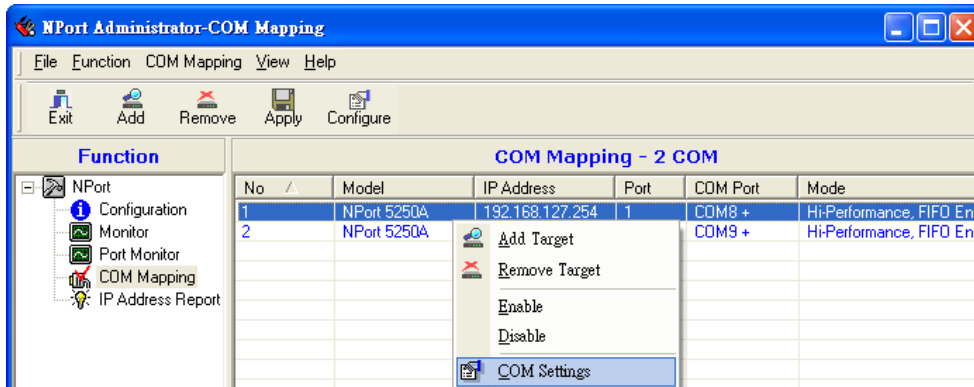 NPort Administrator-COM Mapping
File Function COM Mapping View Help
Exit Add Remove Apply Configure
Function
COM Mapping - 2 COM
NPort
Configuration
Monitor
Port Monitor
COM Mapping
IP Address Report
No Model IP Address Port COM Port Mode
1 NPort 5250A 192.168.127.254 1 COM8 + Hi-Performance, FIFO En
2 NPort 5250A COM9 + Hi-Performance, FIFO En
Add Target
Remove Target
Enable
Disable
COM Settings